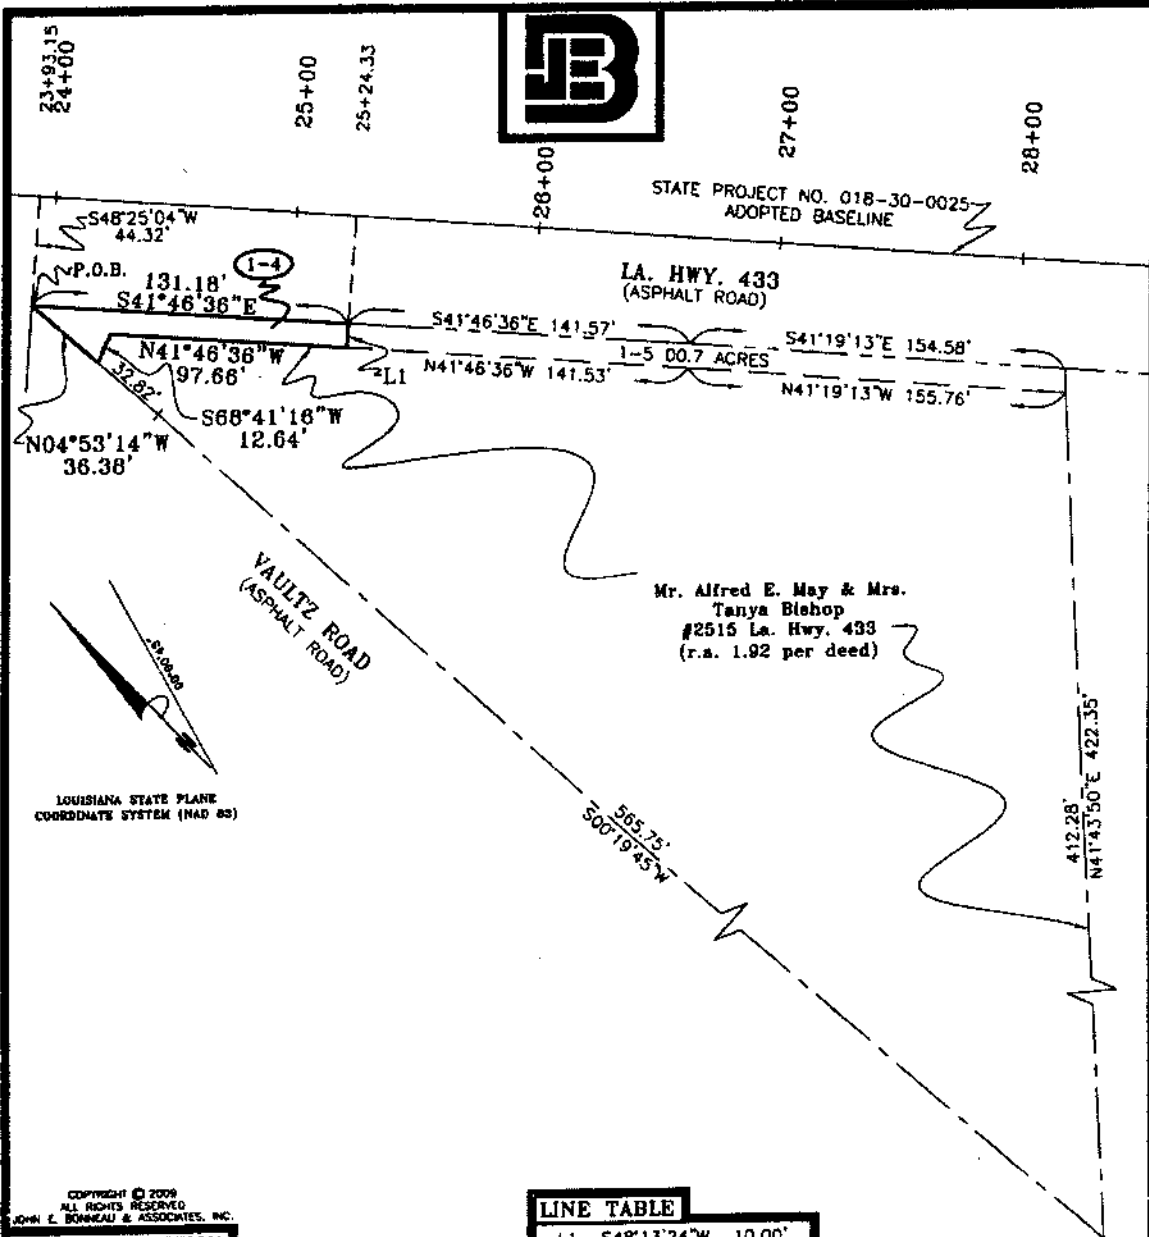 23+93.15
24+00
25+00
25+24.33
26+00
27+00
28+00
STATE PROJECT NO. 018-30-0025
ADOPTED BASELINE
S48°25'04"W
44.32'
P.O.B.
1-4
131.18'
S41°46'36"E
LA. HWY. 433
(ASPHALT ROAD)
S41°46'36"E 141.57'
S41°19'13"E 154.58'
1-5 00.7 ACRES
N41°46'36"W
97.66'
N41°46'36"W 141.53'
N41°19'13"W 155.76'
L1
32.82'
S68°41'16"W
12.64'
N04°53'14"W
36.38'
VAULTZ ROAD
(ASPHALT ROAD)
Mr. Alfred E. May & Mrs.
Tanya Bishop
#2515 La. Hwy. 433
(r.a. 1.92 per deed)
LOUISIANA STATE PLANE
COORDINATE SYSTEM (NAD 83)
565.75'
S00°19'45"W
412.28'
N41°43'50"E 422.35'
COPYRIGHT © 2009
ALL RIGHTS RESERVED
JOHN E. BONNEAU & ASSOCIATES, INC.
LINE TABLE
L1 S48°13'24"W 10.00'